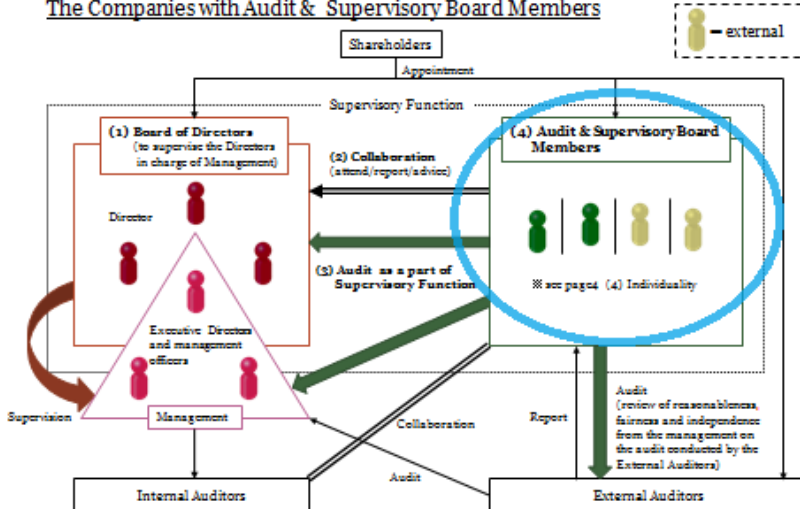 The Companies with Audit & Supervisory Board Members
— external
Shareholders
Appointment
Supervisory Function
(1) Board of Directors
(to supervise the Directors
in charge of Management)
(4) Audit & Supervisory Board
Members
(2) Collaboration
(attend/report/advice)
Director
(3) Audit as a part of
Supervisory Function
※ see page4 (4) Individuality
Executive Directors
and management
officers
Supervision
Management
Collaboration
Report
Audit
(review of reasonableness,
fairness and independence
from the management on
the audit conducted by the
External Auditors)
Audit
Internal Auditors
External Auditors